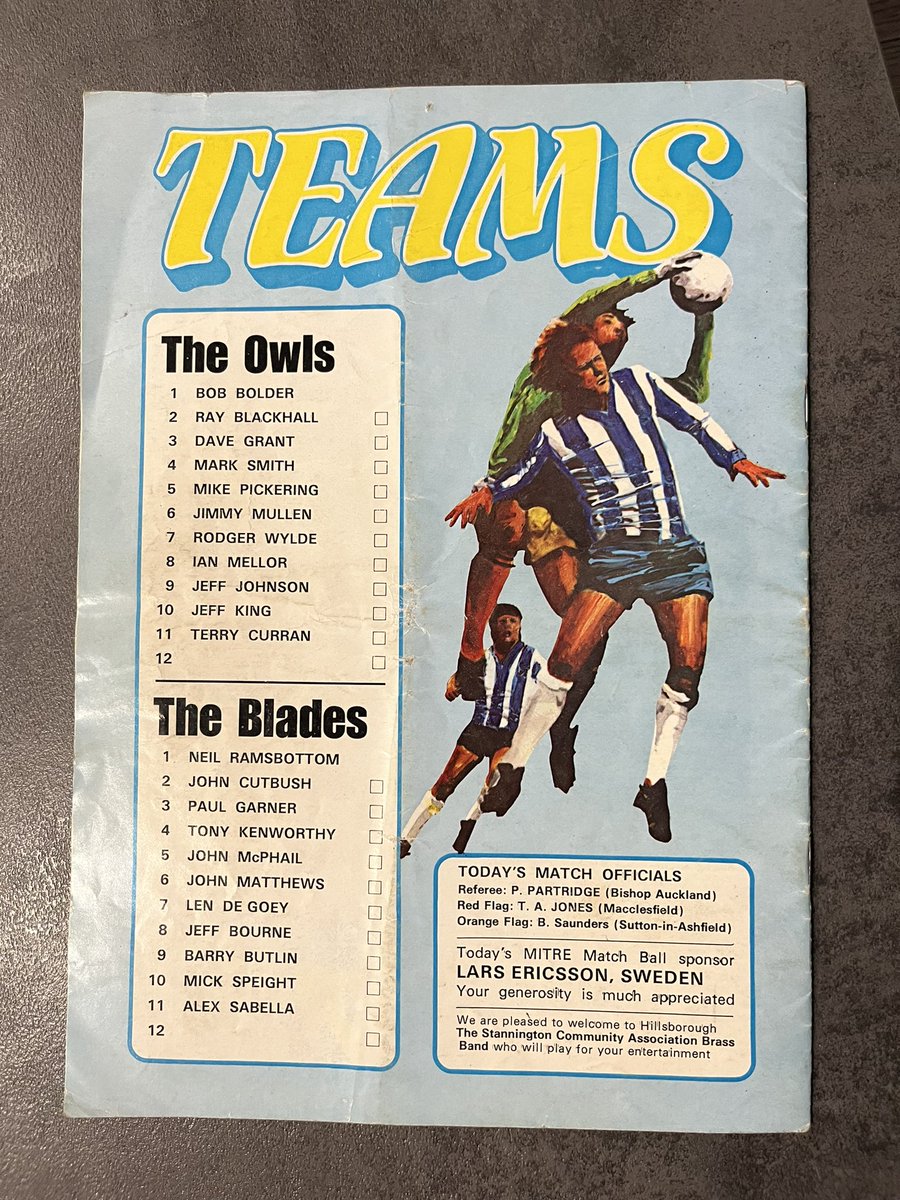 TEAMS
The Owls
1 BOB BOLDER
2 RAY BLACKHALL
3 DAVE GRANT
4 MARK SMITH
5 MIKE PICKERING
6 JIMMY MULLEN
7 RODGER WYLDE
8 IAN MELLOR
9 JEFF JOHNSON
10 JEFF KING
11 TERRY CURRAN
12
The Blades
1 NEIL RAMSBOTTOM
2 JOHN CUTBUSH
3 PAUL GARNER
4 TONY KENWORTHY
5 JOHN McPHAIL
6 JOHN MATTHEWS
7 LEN DE GOEY
8 JEFF BOURNE
9 BARRY BUTLIN
10 MICK SPEIGHT
11 ALEX SABELLA
12
TODAY'S MATCH OFFICIALS
Referee: P. PARTRIDGE (Bishop Auckland)
Red Flag: T. A. JONES (Macclesfield)
Orange Flag: B. Saunders (Sutton-in-Ashfield)
Today's MITRE Match Ball sponsor
LARS ERICSSON, SWEDEN
Your generosity is much appreciated
We are pleased to welcome to Hillsborough
The Stannington Community Association Brass
Band who will play for your entertainment